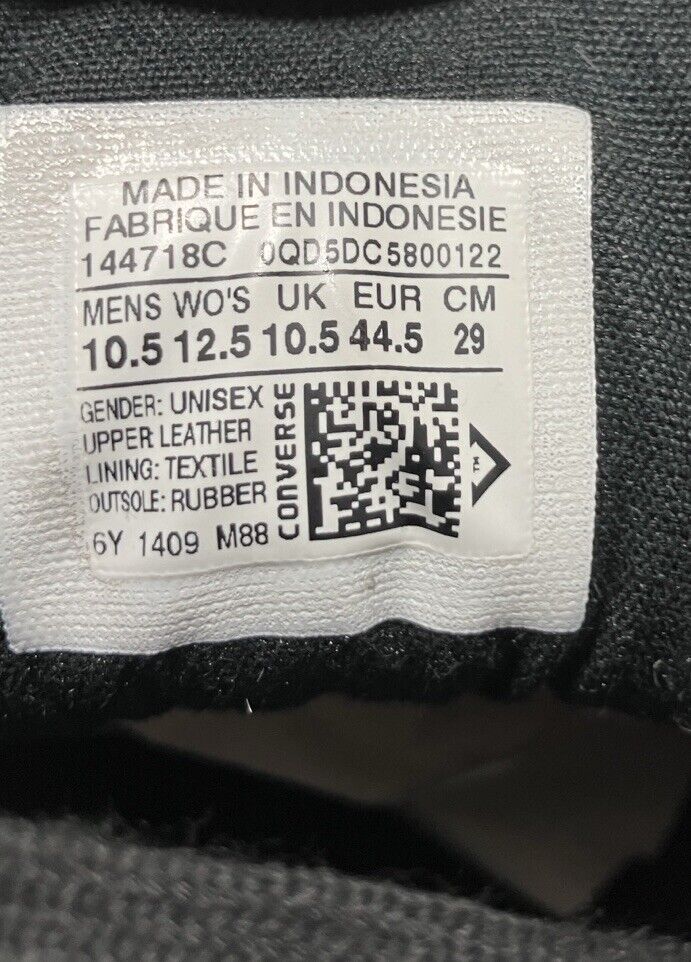 MADE IN INDONESIA
FABRIQUE EN INDONESIE
144718C 0QD5DC5800122
MENS WO'S UK EUR CM
10.5 12.5 10.5 44.5 29
GENDER: UNISEX
UPPER LEATHER
LINING: TEXTILE
OUTSOLE: RUBBER
6Y 1409 M88
CONVERSE